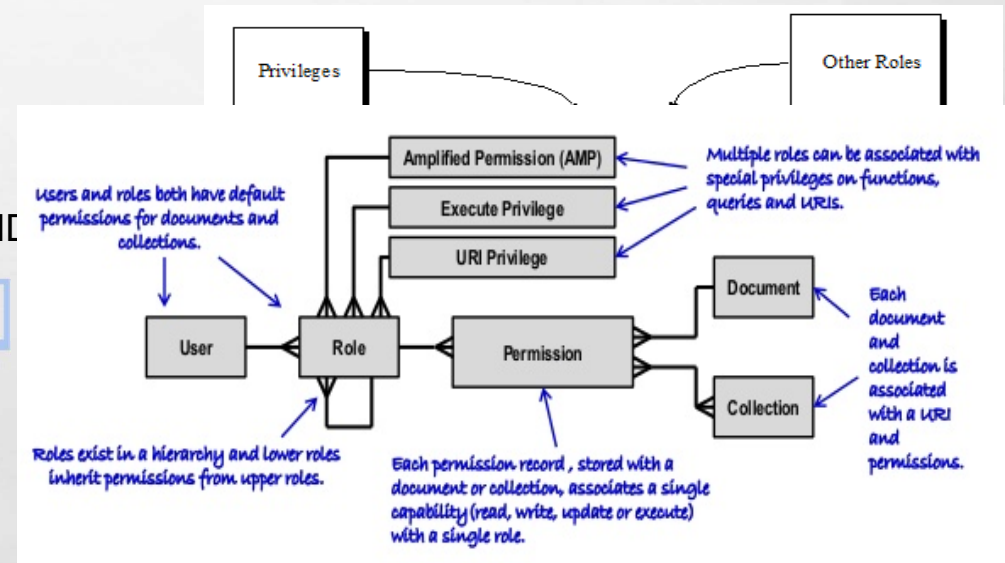 Privileges
Other Roles
Amplified Permission (AMP)
Execute Privilege
URI Privilege
Multiple roles can be associated with
special privileges on functions,
queries and URIs.
Users and roles both have default
permissions for documents and
collections.
User
Role
Permission
Document
Collection
Each
document
and
collection is
associated
with a URI
and
permissions.
Roles exist in a hierarchy and lower roles
inherit permissions from upper roles.
Each permission record , stored with a
document or collection, associates a single
capability (read, write, update or execute)
with a single role.